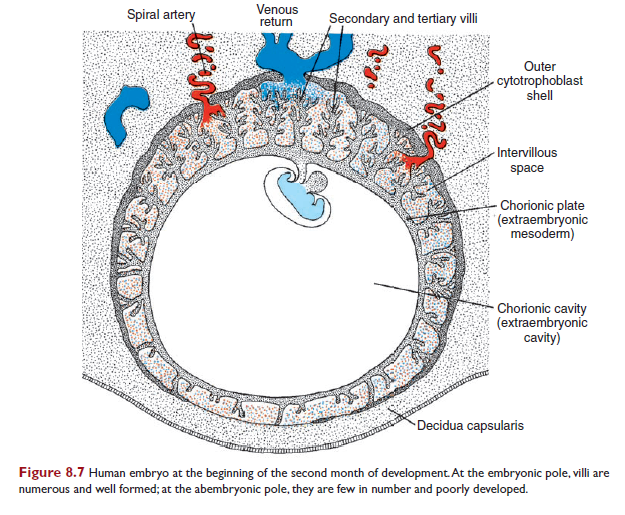 Spiral artery
Venous
return
Secondary and tertiary villi
Outer
cytotrophoblast
shell
Intervillous
space
Chorionic plate
(extraembryonic
mesoderm)
Chorionic cavity
(extraembryonic
cavity)
Decidua capsularis
Figure 8.7 Human embryo at the beginning of the second month of development. At the embryonic pole, villi are
numerous and well formed; at the abembryonic pole, they are few in number and poorly developed.